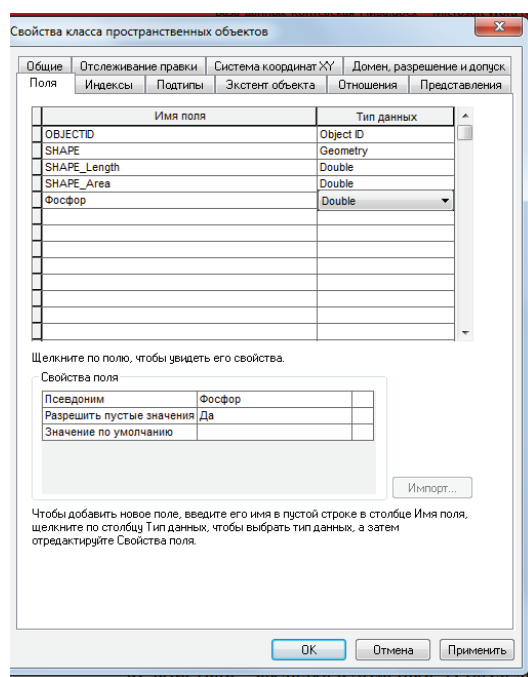 Свойства класса пространственных объектов
Общие Отслеживание правки Система координат XY Домен, разрешение и допуск
Поля Индексы Подтипы Экстент объекта Отношения Представления
Имя поля Тип данных
OBJECTID Object ID
SHAPE Geometry
SHAPE_Length Double
SHAPE_Area Double
Фосфор Double
Щелкните по полю, чтобы увидеть его свойства.
Свойства поля
Псевдоним Фосфор
Разрешить пустые значения Да
Значение по умолчанию
Импорт...
Чтобы добавить новое поле, введите его имя в пустой строке в столбце Имя поля,
щелкните по столбцу Тип данных, чтобы выбрать тип данных, а затем
отредактируйте Свойства поля.
OK Отмена Применить